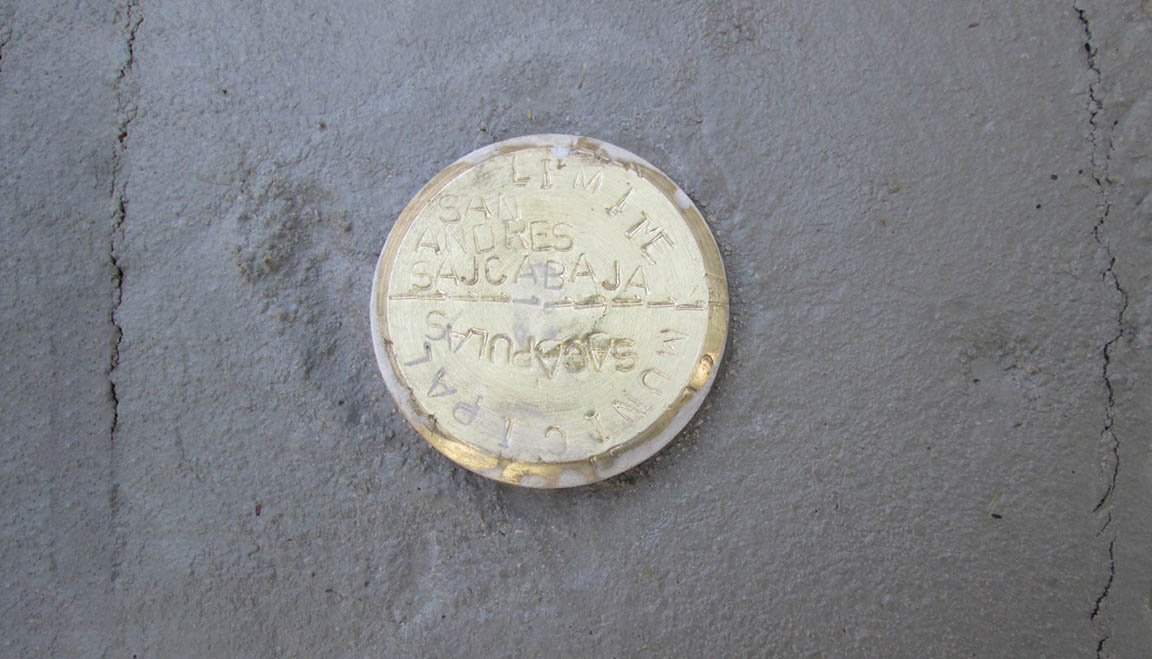 LIMITE MUNICIPAL
SAN
ANDRES
SAJCABAJA
SACAPULAS